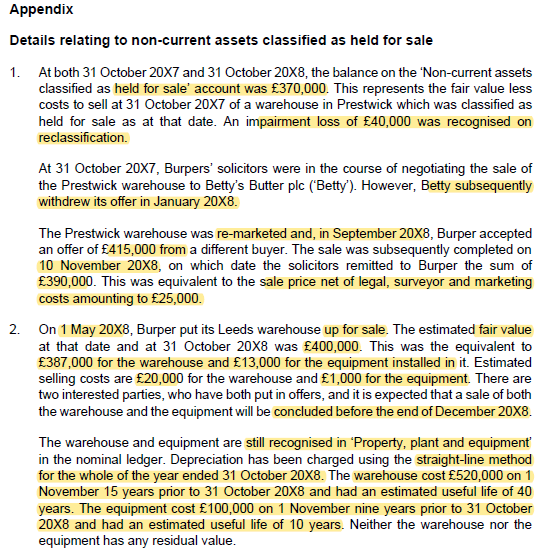 Appendix
Details relating to non-current assets classified as held for sale
1. At both 31 October 20X7 and 31 October 20X8, the balance on the ‘Non-current assets
classified as held for sale’ account was £370,000. This represents the fair value less
costs to sell at 31 October 20X7 of a warehouse in Prestwick which was classified as
held for sale as at that date. An impairment loss of £40,000 was recognised on
reclassification.
At 31 October 20X7, Burpers’ solicitors were in the course of negotiating the sale of
the Prestwick warehouse to Betty’s Butter plc (‘Betty’). However, Betty subsequently
withdrew its offer in January 20X8.
The Prestwick warehouse was re-marketed and, in September 20X8, Burper accepted
an offer of £415,000 from a different buyer. The sale was subsequently completed on
10 November 20X8, on which date the solicitors remitted to Burper the sum of
£390,000. This was equivalent to the sale price net of legal, surveyor and marketing
costs amounting to £25,000.
2. On 1 May 20X8, Burper put its Leeds warehouse up for sale. The estimated fair value
at that date and at 31 October 20X8 was £400,000. This was the equivalent to
£387,000 for the warehouse and £13,000 for the equipment installed in it. Estimated
selling costs are £20,000 for the warehouse and £1,000 for the equipment. There are
two interested parties, who have both put in offers, and it is expected that a sale of both
the warehouse and the equipment will be concluded before the end of December 20X8.
The warehouse and equipment are still recognised in ‘Property, plant and equipment’
in the nominal ledger. Depreciation has been charged using the straight-line method
for the whole of the year ended 31 October 20X8. The warehouse cost £520,000 on 1
November 15 years prior to 31 October 20X8 and had an estimated useful life of 40
years. The equipment cost £100,000 on 1 November nine years prior to 31 October
20X8 and had an estimated useful life of 10 years. Neither the warehouse nor the
equipment has any residual value.